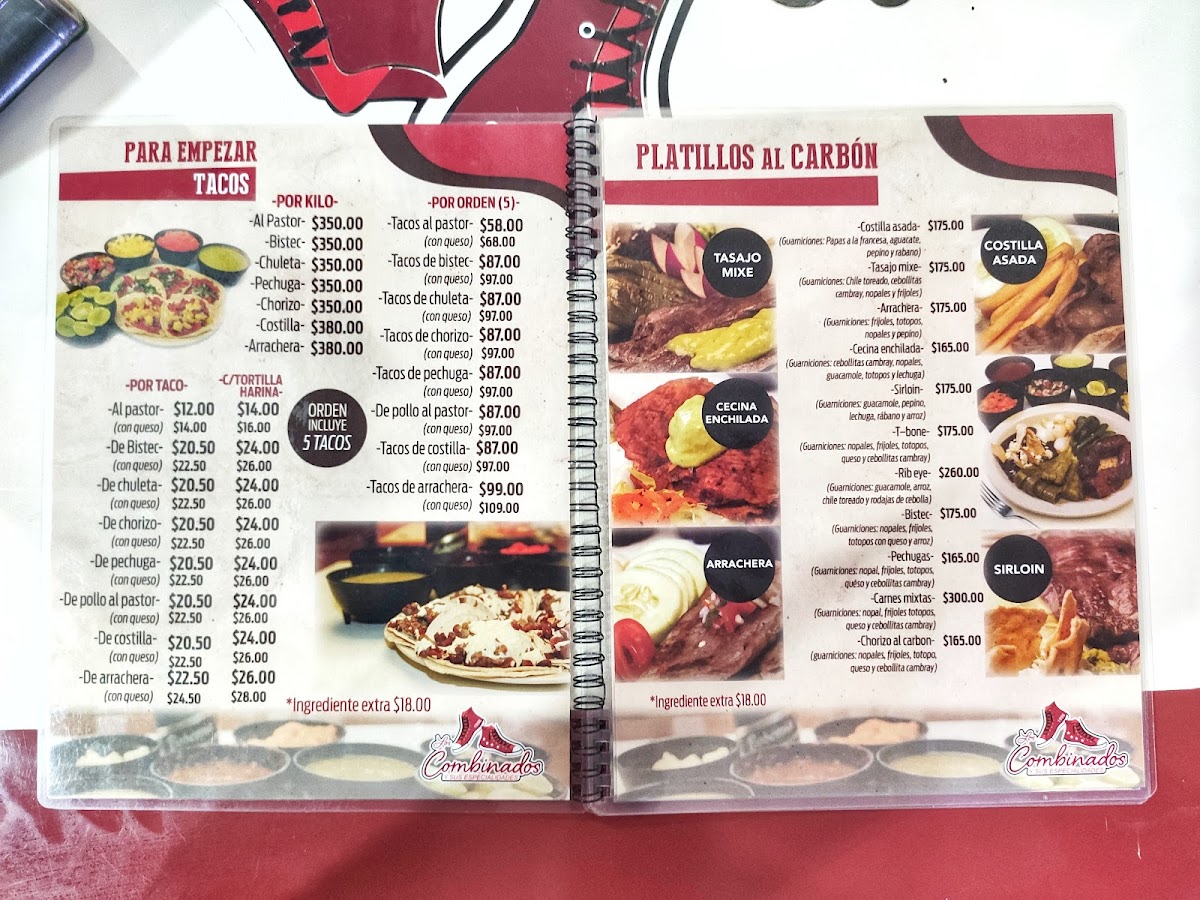 PARA EMPEZAR
TACOS
-POR KILO-
-Al Pastor- $350.00
-Bistec- $350.00
-Chuleta- $350.00
-Pechuga- $350.00
-Chorizo- $350.00
-Costilla- $380.00
-Arrachera- $380.00
-POR TACO- -C/TORTILLA
HARINA-
-Al pastor- $12.00 $14.00
(con queso) $14.00 $16.00
-De Bistec- $20.50 $24.00
(con queso) $22.50 $26.00
-De chuleta- $20.50 $24.00
(con queso) $22.50 $26.00
-De chorizo- $20.50 $24.00
(con queso) $22.50 $26.00
-De pechuga- $20.50 $24.00
(con queso) $22.50 $26.00
-De pollo al pastor- $20.50 $24.00
(con queso) $22.50 $26.00
-De costilla- $20.50 $24.00
(con queso) $22.50 $26.00
-De arrachera- $22.50 $26.00
(con queso) $24.50 $28.00
ORDEN
INCLUYE
5 TACOS
-POR ORDEN (5)-
-Tacos al pastor- $58.00
(con queso) $68.00
-Tacos de bistec- $87.00
(con queso) $97.00
-Tacos de chuleta- $87.00
(con queso) $97.00
-Tacos de chorizo- $87.00
(con queso) $97.00
-Tacos de pechuga- $87.00
(con queso) $97.00
-De pollo al pastor- $87.00
(con queso) $97.00
-Tacos de costilla- $87.00
(con queso) $97.00
-Tacos de arrachera- $99.00
(con queso) $109.00
*Ingrediente extra $18.00
Los
Combinados
Y SUS ESPECIALIDADES
PLATILLOS AL CARBÓN
TASAJO
MIXE
CECINA
ENCHILADA
ARRACHERA
-Costilla asada- $175.00
(Guarniciones: Papas a la francesa, aguacate,
pepino y rabano)
-Tasajo mixe- $175.00
(Guarniciones: Chile toreado, cebollitas
cambray, nopales y frijoles)
-Arrachera- $175.00
(Guarniciones: frijoles, totopos,
nopales y pepino)
-Cecina enchilada- $165.00
(Guarniciones: cebollitas cambray, nopales,
guacamole, totopos y lechuga)
-Sirloin- $175.00
(Guarniciones: guacamole, pepino,
lechuga, rábano y arroz)
-T-bone- $175.00
(Guarniciones: nopales, frijoles, totopos,
queso y cebollitas cambray)
-Rib eye- $260.00
(Guarniciones: guacamole, arroz,
chile toreado y rodajas de cebolla)
-Bistec- $175.00
(Guarniciones: nopales, frijoles,
totopos con queso y arroz)
-Pechugas- $165.00
(Guarniciones: nopal, frijoles, totopos,
queso y cebollitas cambray)
-Carnes mixtas- $300.00
(Guarniciones: nopal, frijoles totopos,
queso y cebollitas cambray)
-Chorizo al carbon- $165.00
(guarniciones: nopales, frijoles, totopo,
queso y cebollita cambray)
COSTILLA
ASADA
SIRLOIN
*Ingrediente extra $18.00
Los
Combinados
Y SUS ESPECIALIDADES